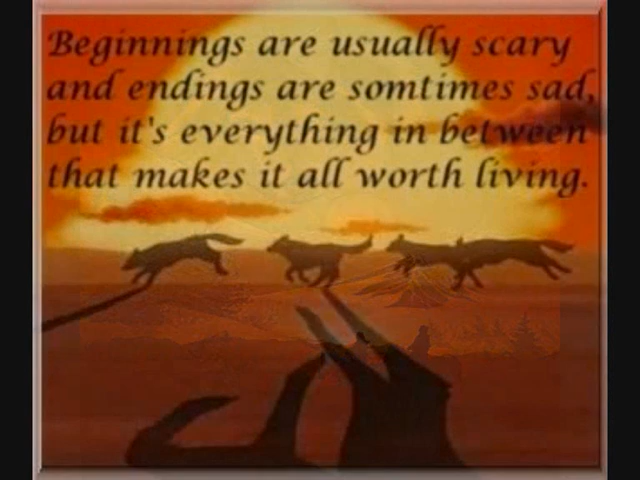 Beginnings are usually scary
and endings are somtimes sad,
but it's everything in between
that makes it all worth living.